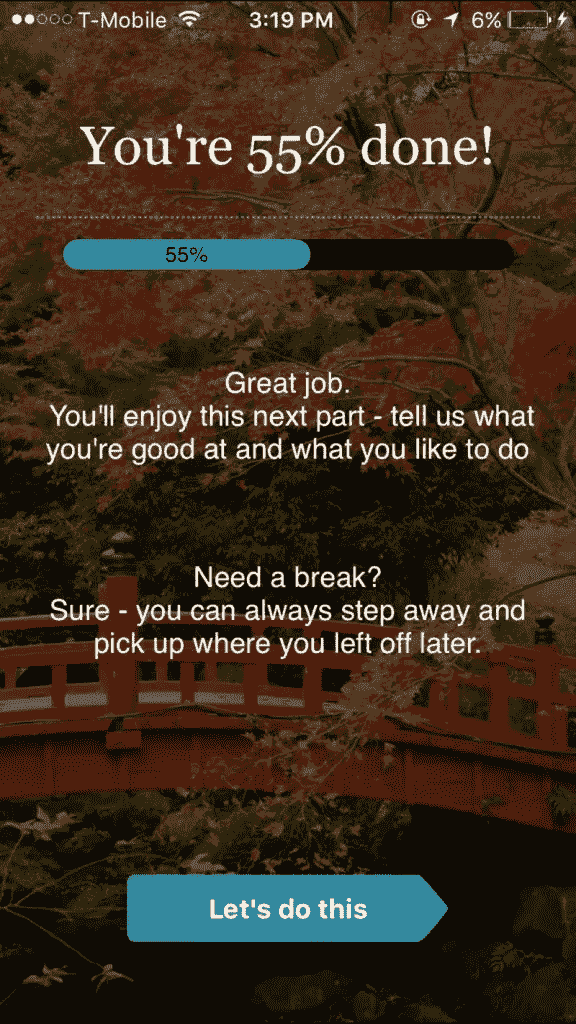 T-Mobile 3:19 PM 6%
You're 55% done!
55%
Great job.
You'll enjoy this next part - tell us what
you're good at and what you like to do
Need a break?
Sure - you can always step away and
pick up where you left off later.
Let's do this